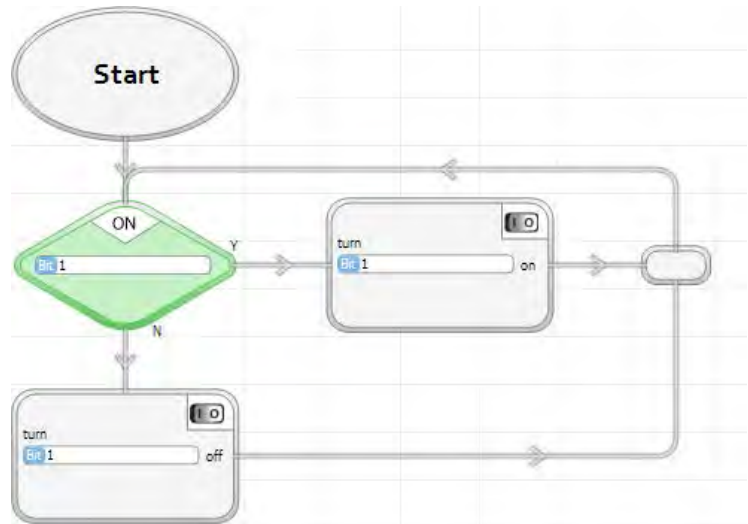 Start
ON
Bit 1
Y
N
turn
Bit 1
on
I O
turn
Bit 1
off
I O